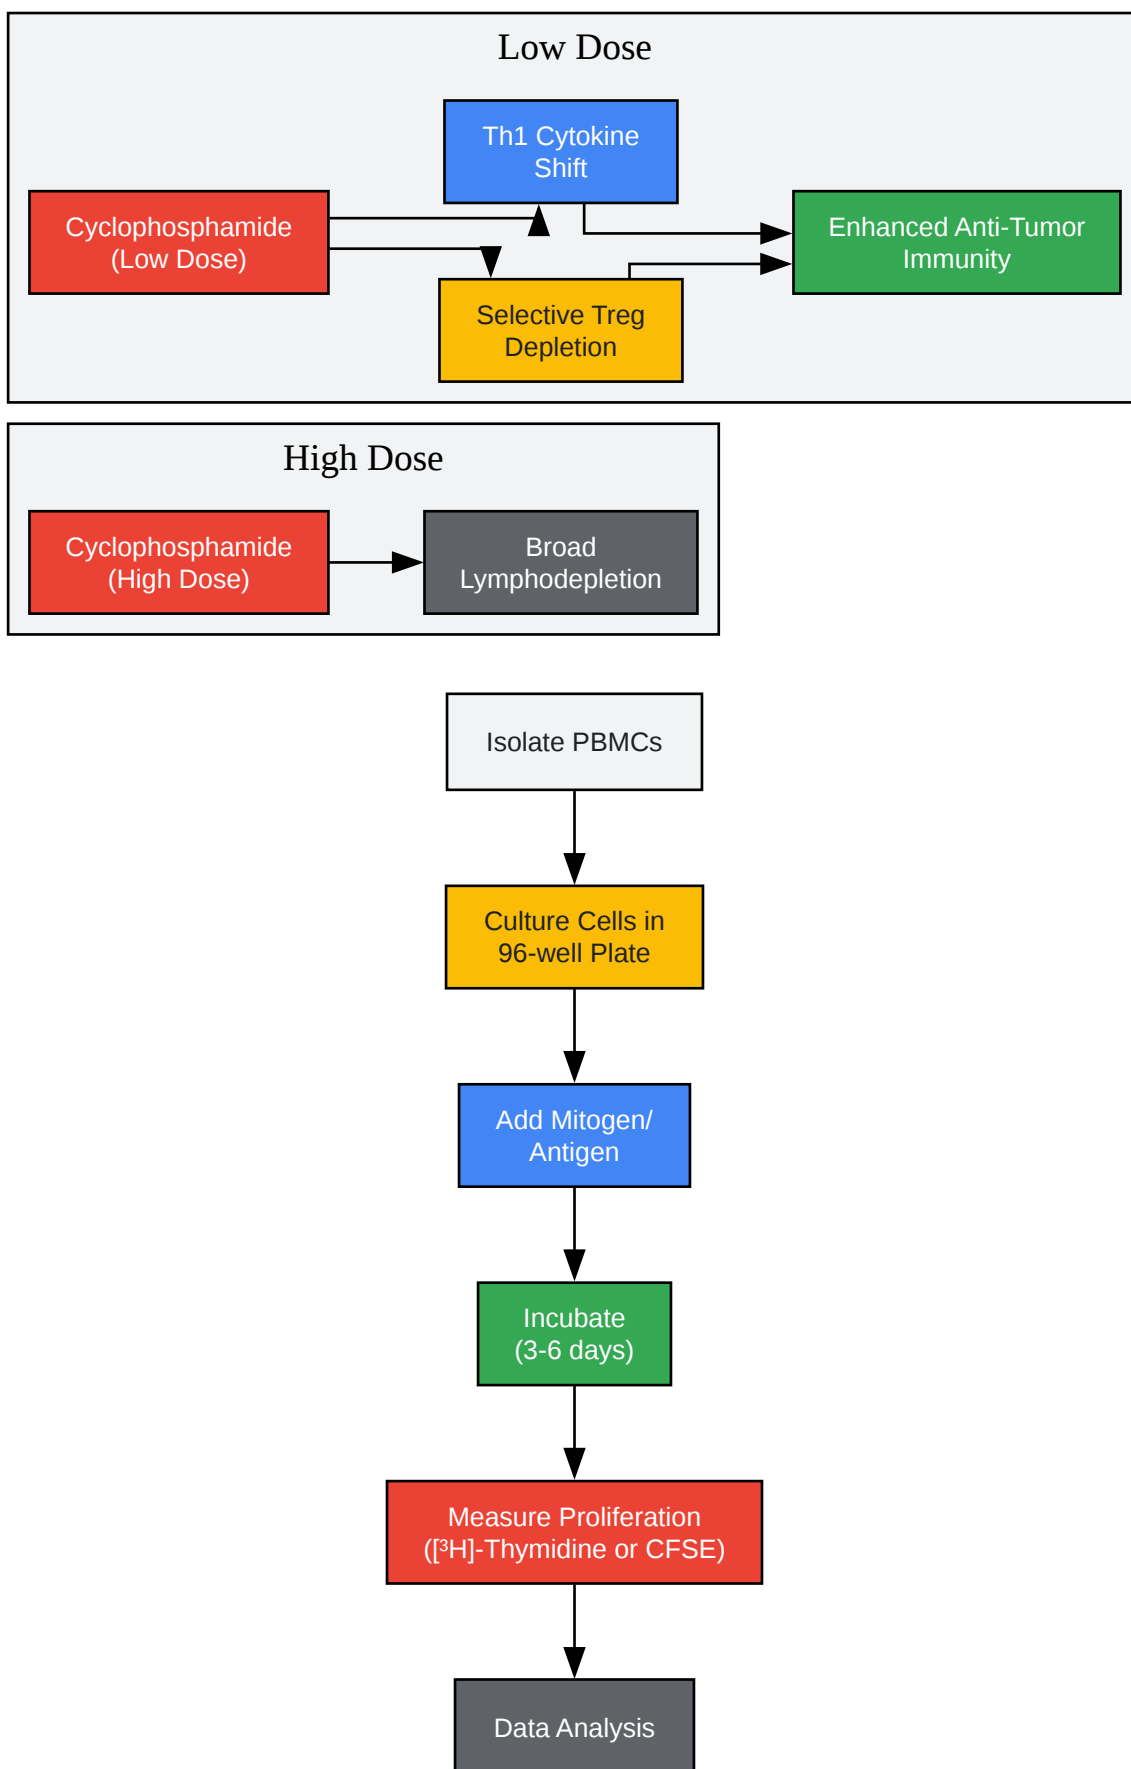 Low Dose
Th1 Cytokine
Shift
Cyclophosphamide
(Low Dose)
Enhanced Anti-Tumor
Immunity
Selective Treg
Depletion
High Dose
Cyclophosphamide
(High Dose)
Broad
Lymphodepletion
Isolate PBMCs
Culture Cells in
96-well Plate
Add Mitogen/
Antigen
Incubate
(3-6 days)
Measure Proliferation
([³H]-Thymidine or CFSE)
Data Analysis